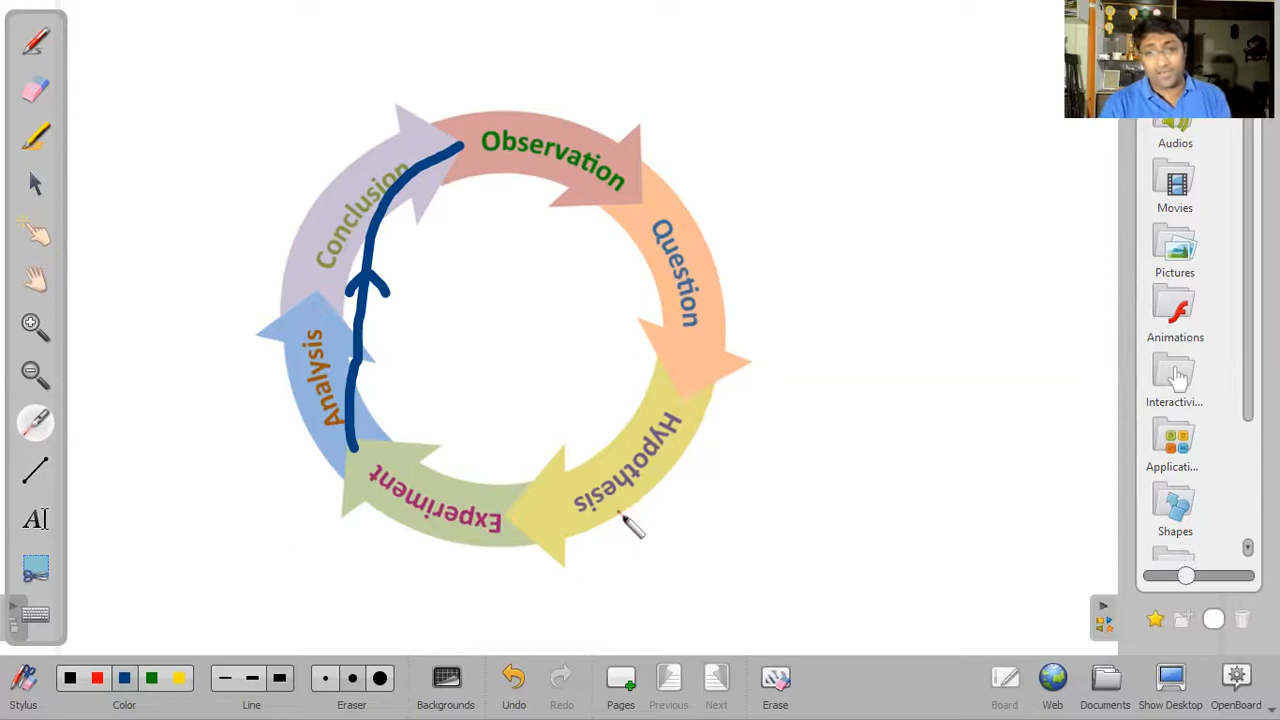 Observation
Question
Hypothesis
Experiment
Analysis
Conclusion
Audios
Movies
Pictures
Animations
Interactivi...
Applicati...
Shapes
AI
Stylus
Color
Line
Eraser
Backgrounds
Undo
Redo
Pages
Previous
Next
Erase
Board
Web
Documents
Show Desktop
OpenBoard